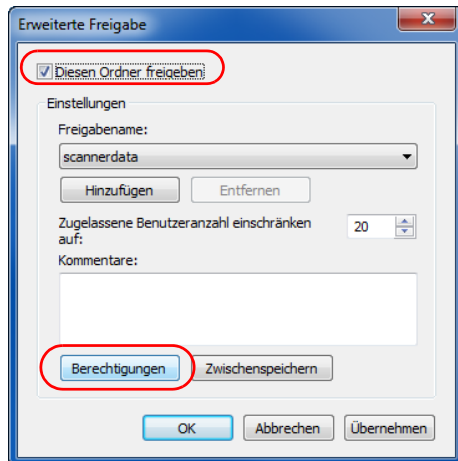 Erweiterte Freigabe
Diesen Ordner freigeben
Einstellungen
Freigabename:
scannerdata
Hinzufügen Entfernen
Zugelassene Benutzeranzahl einschränken 20
auf:
Kommentare:
Berechtigungen Zwischenspeichern
OK Abbrechen Übernehmen